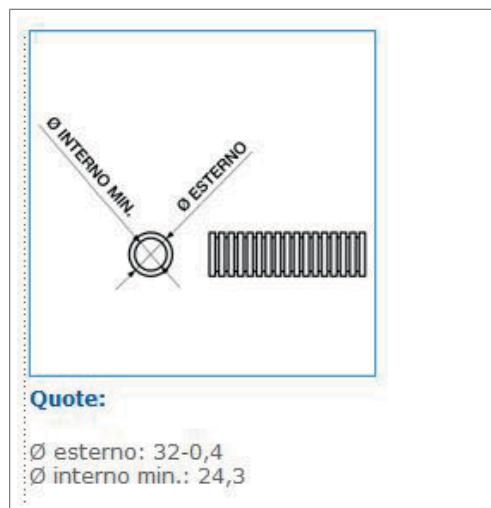 Ø INTERNO MIN.
Ø ESTERNO
Quote:
Ø esterno: 32-0,4
Ø interno min.: 24,3